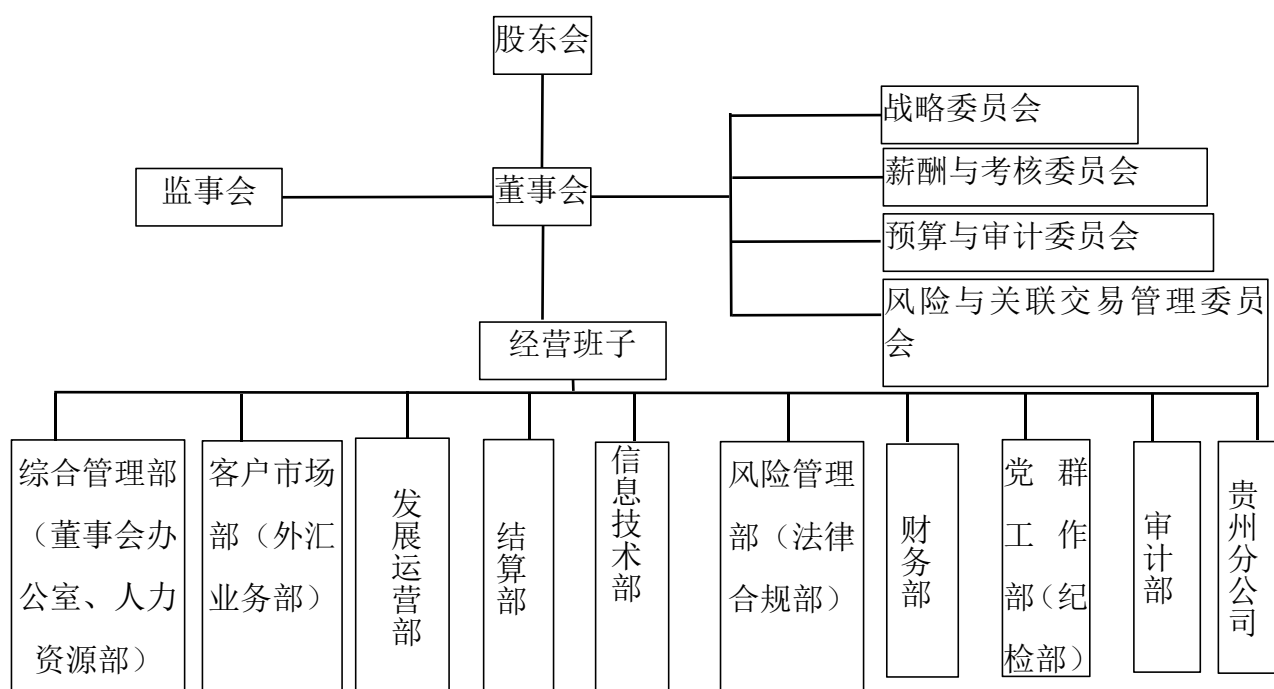 股东会
战略委员会
薪酬与考核委员会
监事会
董事会
预算与审计委员会
风险与关联交易管理委员
会
经营班子
综合管理部
（董事会办
公室、人力
资源部）
客户市场
部（外汇
业务部）
发展运营部
结算部
信息技术部
风险管理
部（法律
合规部）
财务部
党群
工作
部（纪
检部）
审计部
贵州分公司